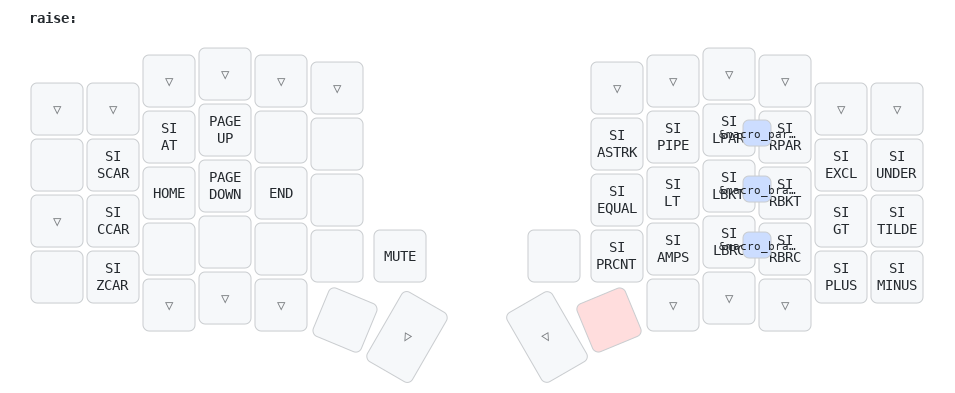 raise:
▽ ▽ ▽ ▽ ▽ ▽ ▽ ▽ ▽ ▽ ▽ ▽
SI SCAR
SI AT
PAGE UP
SI ASTRK
SI PIPE
SI LPAR
&macro_par…
SI RPAR
SI EXCL
SI UNDER
▽
SI CCAR
HOME
PAGE DOWN
END
SI EQUAL
SI LT
SI LBKT
&macro_bra…
SI RBKT
SI GT
SI TILDE
SI ZCAR
MUTE
SI PRCNT
SI AMPS
SI LBRC
&macro_bra…
SI RBRC
SI PLUS
SI MINUS
▽ ▽ ▽ ▷ ◁ ▽ ▽ ▽